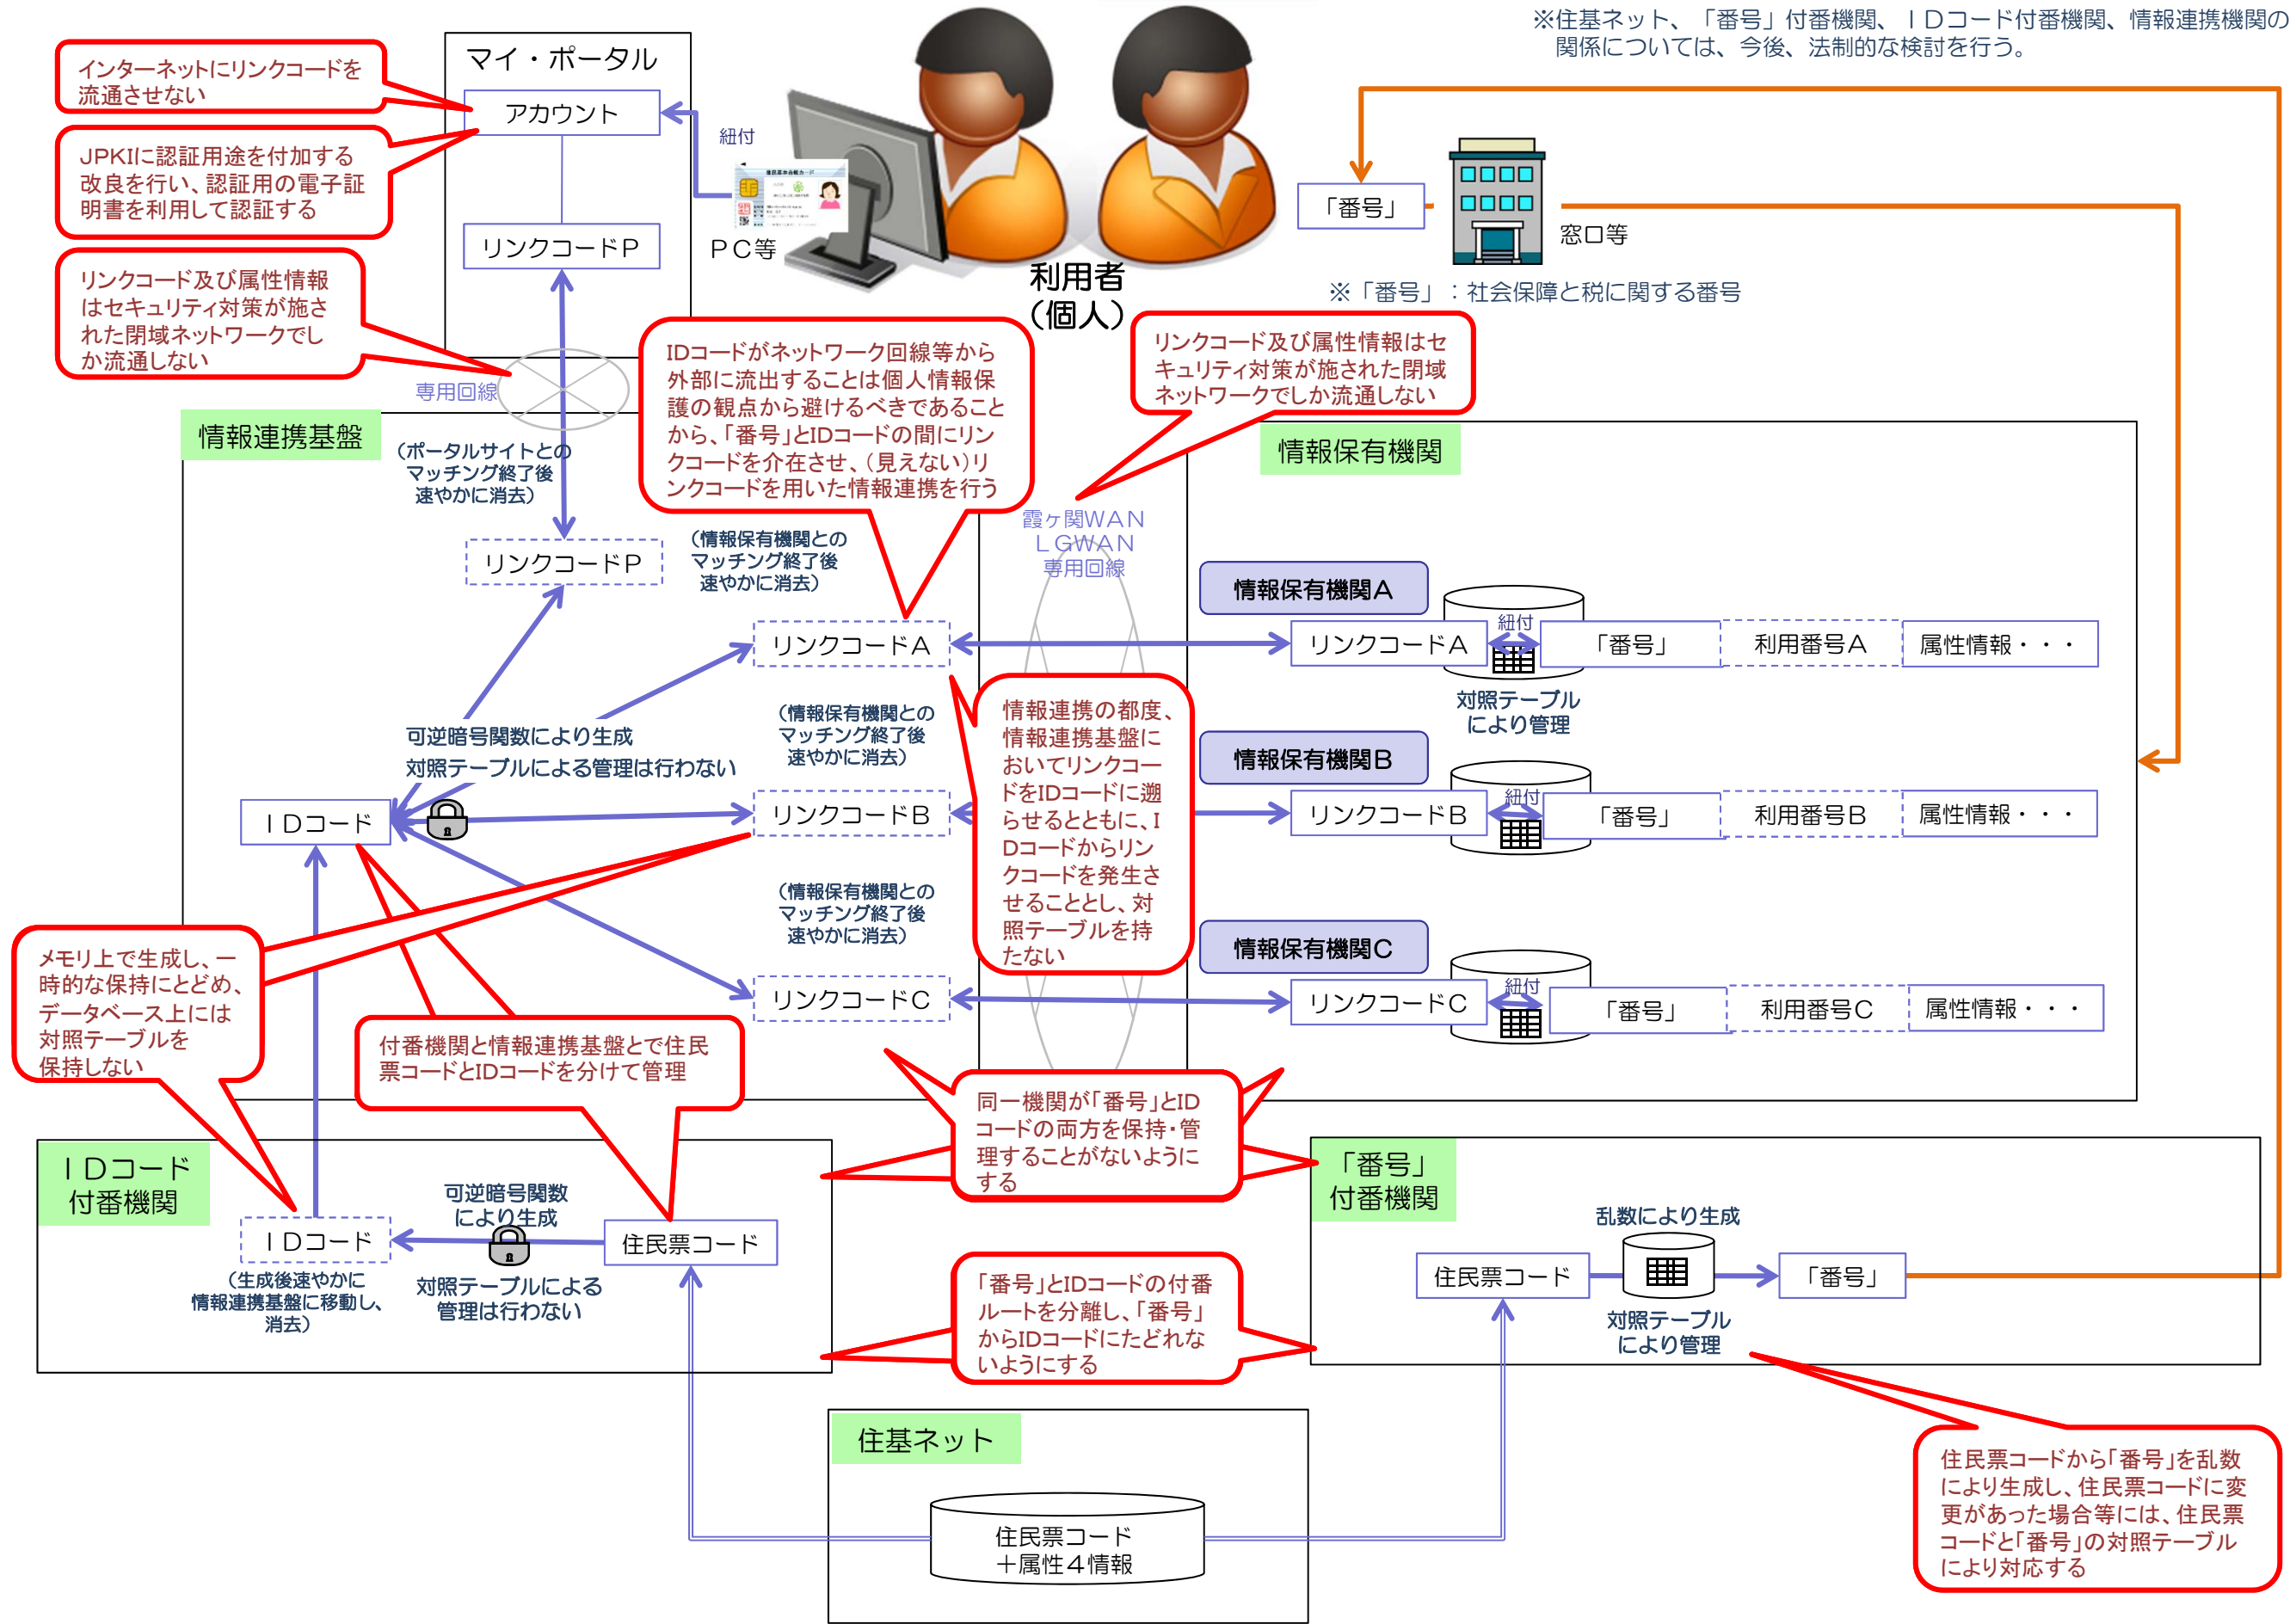 ※住基ネット、「番号」付番機関、ＩＤコード付番機関、情報連携機関の
関係については、今後、法制的な検討を行う。
インターネットにリンクコードを
流通させない
JPKIに認証用途を付加する
改良を行い、認証用の電子証
明書を利用して認証する
リンクコード及び属性情報
はセキュリティ対策が施さ
れた閉域ネットワークでし
か流通しない
マイ・ポータル
アカウント
リンクコードＰ
紐付
住民基本台帳カード
ＰＣ等
利用者
（個人）
「番号」
窓口等
※「番号」：社会保障と税に関する番号
専用回線
IDコードがネットワーク回線等から
外部に流出することは個人情報保
護の観点から避けるべきであること
から、「番号」とIDコードの間にリン
クコードを介在させ、（見えない）リ
ンクコードを用いた情報連携を行う
リンクコード及び属性情報はセ
キュリティ対策が施された閉域
ネットワークでしか流通しない
情報連携基盤
（ポータルサイトとの
マッチング終了後
速やかに消去）
リンクコードＰ
（情報保有機関との
マッチング終了後
速やかに消去）
リンクコードＡ
可逆暗号関数により生成
対照テーブルによる管理は行わない
（情報保有機関との
マッチング終了後
速やかに消去）
ＩＤコード
リンクコードＢ
（情報保有機関との
マッチング終了後
速やかに消去）
リンクコードＣ
霞ヶ関ＷＡＮ
ＬＧＷＡＮ
専用回線
情報連携の都度、
情報連携基盤に
おいてリンクコー
ドをIDコードに遡
らせるとともに、I
Dコードからリン
クコードを発生さ
せることとし、対
照テーブルを持
たない
情報保有機関
情報保有機関Ａ
リンクコードＡ
紐付
「番号」
利用番号Ａ
属性情報・・・
対照テーブル
により管理
情報保有機関Ｂ
リンクコードＢ
紐付
「番号」
利用番号Ｂ
属性情報・・・
情報保有機関Ｃ
リンクコードＣ
紐付
「番号」
利用番号Ｃ
属性情報・・・
メモリ上で生成し、一
時的な保持にとどめ、
データベース上には
対照テーブルを
保持しない
付番機関と情報連携基盤とで住民
票コードとIDコードを分けて管理
同一機関が「番号」とID
コードの両方を保持・管
理することがないように
する
ＩＤコード
付番機関
ＩＤコード
（生成後速やかに
情報連携基盤に移動し、
消去）
可逆暗号関数
により生成
対照テーブルによる
管理は行わない
住民票コード
「番号」とIDコードの付番
ルートを分離し、「番号」
からIDコードにたどれな
いようにする
「番号」
付番機関
住民票コード
乱数により生成
対照テーブル
により管理
「番号」
住基ネット
住民票コード
＋属性４情報
住民票コードから「番号」を乱数
により生成し、住民票コードに変
更があった場合等には、住民票
コードと「番号」の対照テーブル
により対応する